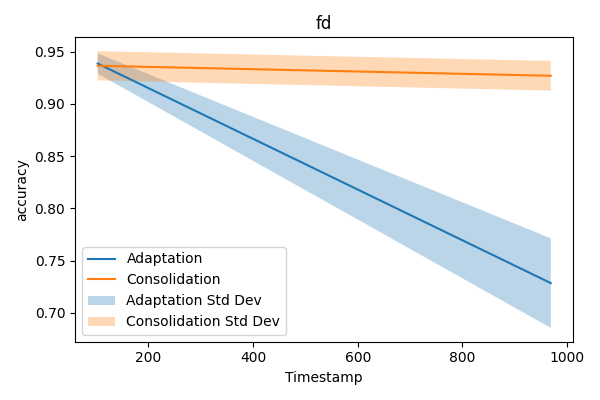 fd
accuracy
0.95
0.90
0.85
0.80
0.75
0.70
Adaptation
Consolidation
Adaptation Std Dev
Consolidation Std Dev
200 400 600 800 1000
Timestamp